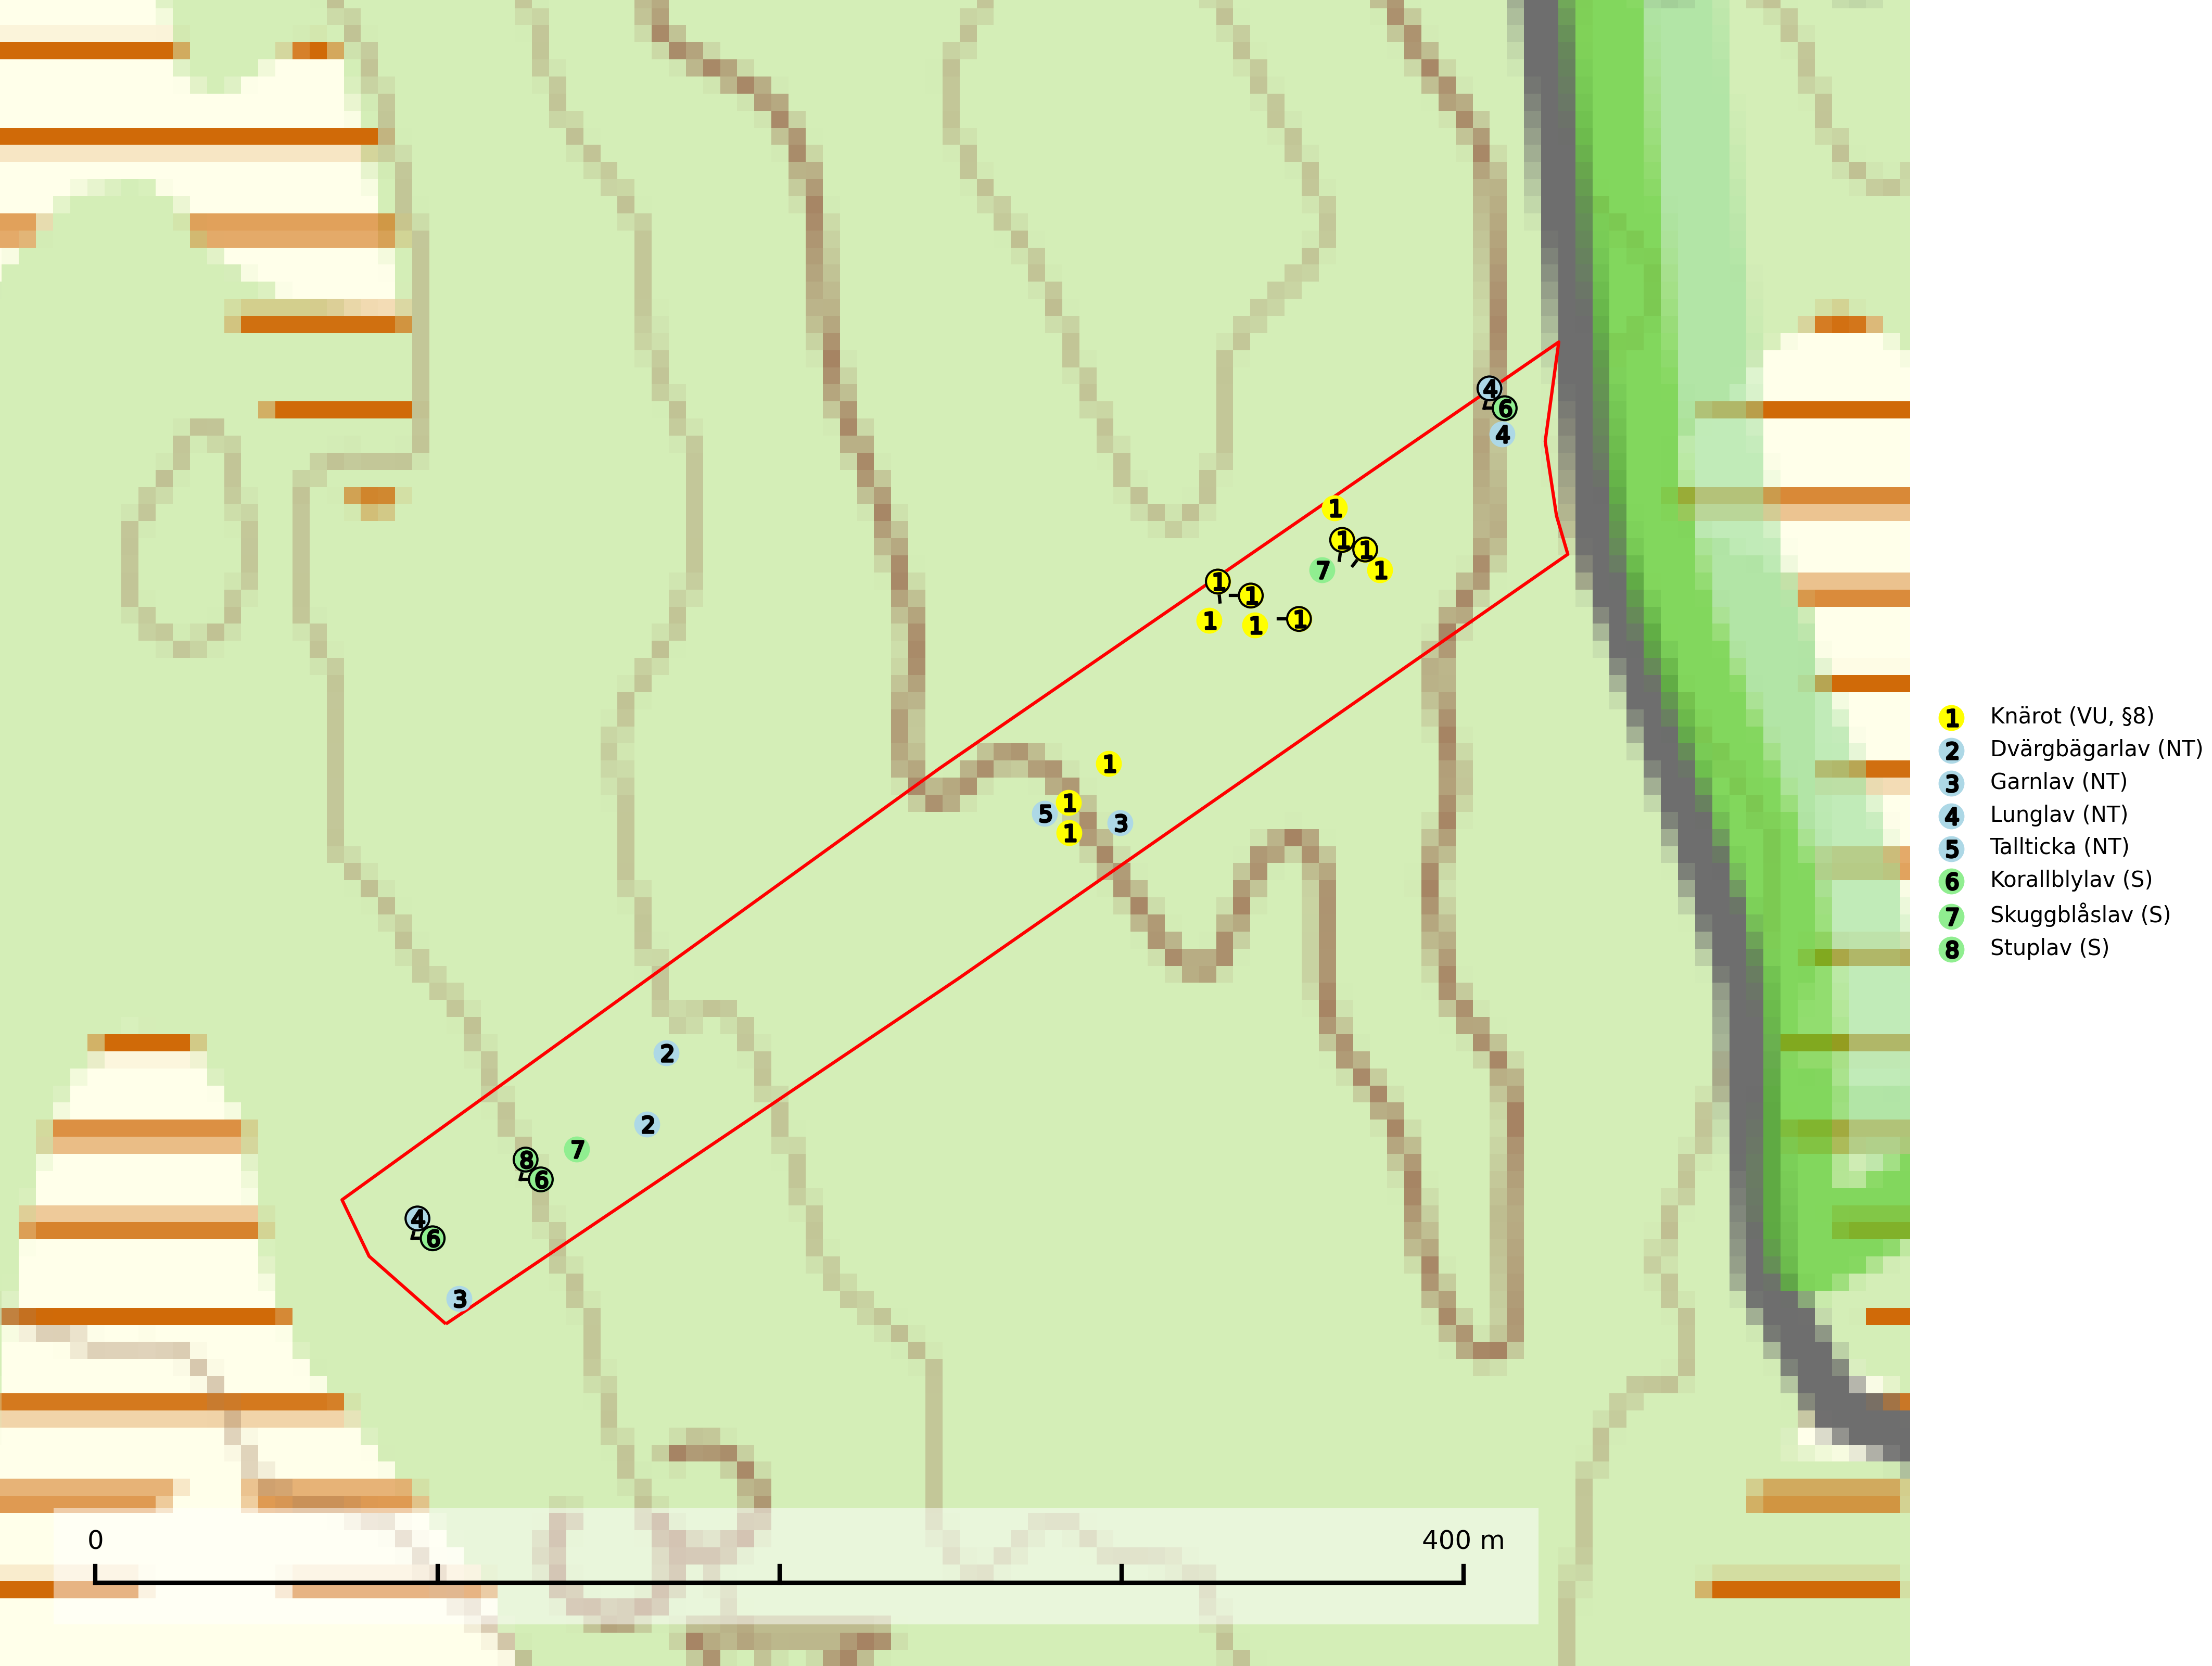 4
6
4
1
1
1
7
1
1
1
1
1
1
1
1
5
3
1
2
2
7
8
6
4
6
3
1 Knärot (VU, §8)
2 Dvärgbägarlav (NT)
3 Garnlav (NT)
4 Lunglav (NT)
5 Tallticka (NT)
6 Korallblylav (S)
7 Skuggblåslav (S)
8 Stuplav (S)
0 400 m